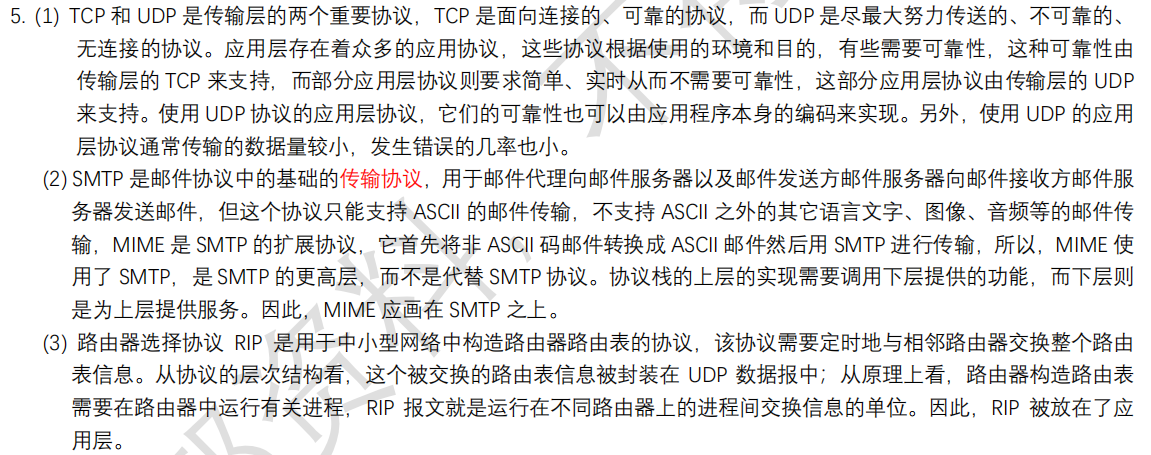 5. (1) TCP 和 UDP 是传输层的两个重要协议，TCP 是面向连接的、可靠的协议，而 UDP 是尽最大努力传送的、不可靠的、
无连接的协议。应用层存在着众多的应用协议，这些协议根据使用的环境和目的，有些需要可靠性，这种可靠性由
传输层的 TCP 来支持，而部分应用层协议则要求简单、实时从而不需要可靠性，这部分应用层协议由传输层的 UDP
来支持。使用 UDP 协议的应用层协议，它们的可靠性也可以由应用程序本身的编码来实现。另外，使用 UDP 的应用
层协议通常传输的数据量较小，发生错误的几率也小。
(2) SMTP 是邮件协议中的基础的传输协议，用于邮件代理向邮件服务器以及邮件发送方邮件服务器向邮件接收方邮件服
务器发送邮件，但这个协议只能支持 ASCII 的邮件传输，不支持 ASCII 之外的其它语言文字、图像、音频等的邮件传
输，MIME 是 SMTP 的扩展协议，它首先将非 ASCII 码邮件转换成 ASCII 邮件然后用 SMTP 进行传输，所以，MIME 使
用了 SMTP，是 SMTP 的更高层，而不是代替 SMTP 协议。协议栈的上层的实现需要调用下层提供的功能，而下层则
是为上层提供服务。因此，MIME 应画在 SMTP 之上。
(3) 路由器选择协议 RIP 是用于中小型网络中构造路由器路由表的协议，该协议需要定时地与相邻路由器交换整个路由
表信息。从协议的层次结构看，这个被交换的路由表信息被封装在 UDP 数据报中；从原理上看，路由器构造路由表
需要在路由器中运行有关进程，RIP 报文就是运行在不同路由器上的进程间交换信息的单位。因此，RIP 被放在了应
用层。